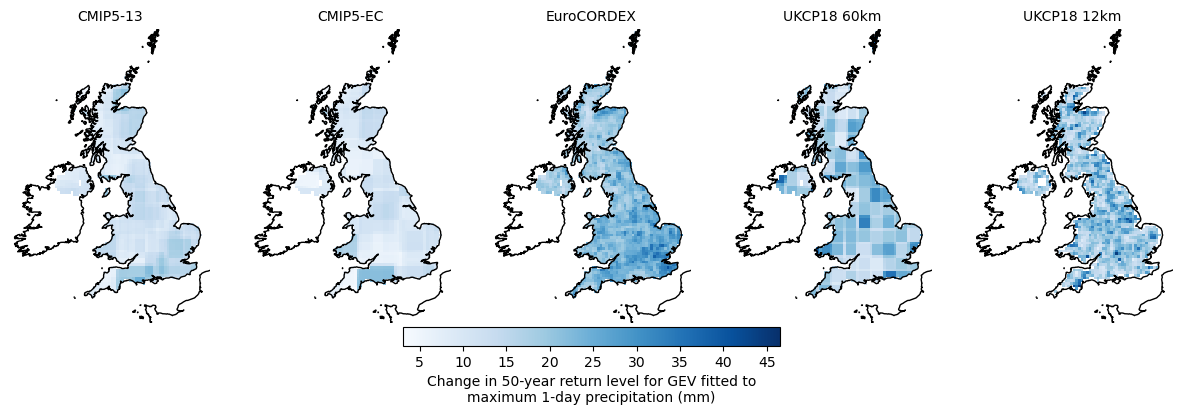 CMIP5-13
CMIP5-EC
EuroCORDEX
UKCP18 60km
UKCP18 12km
5 10 15 20 25 30 35 40 45
Change in 50-year return level for GEV fitted to
maximum 1-day precipitation (mm)